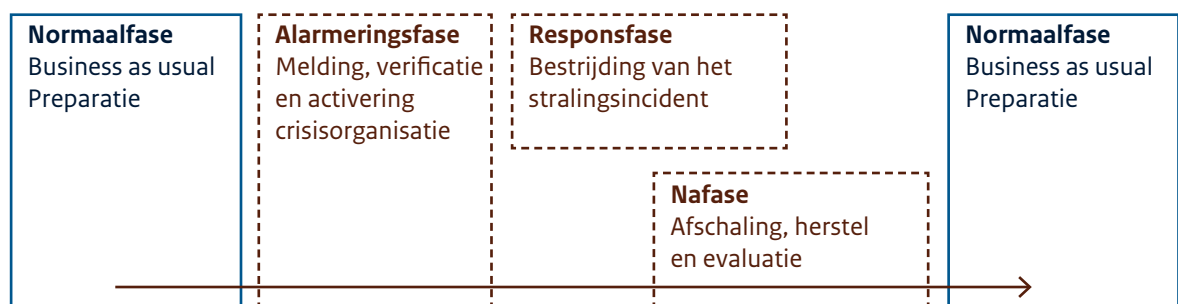 Normaalfase
Business as usual
Preparatie
Alarmeringsfase
Melding, verificatie
en activering
crisisorganisatie
Responsfase
Bestrijding van het
stralingsincident
Nafase
Afschaling, herstel
en evaluatie
Normaalfase
Business as usual
Preparatie